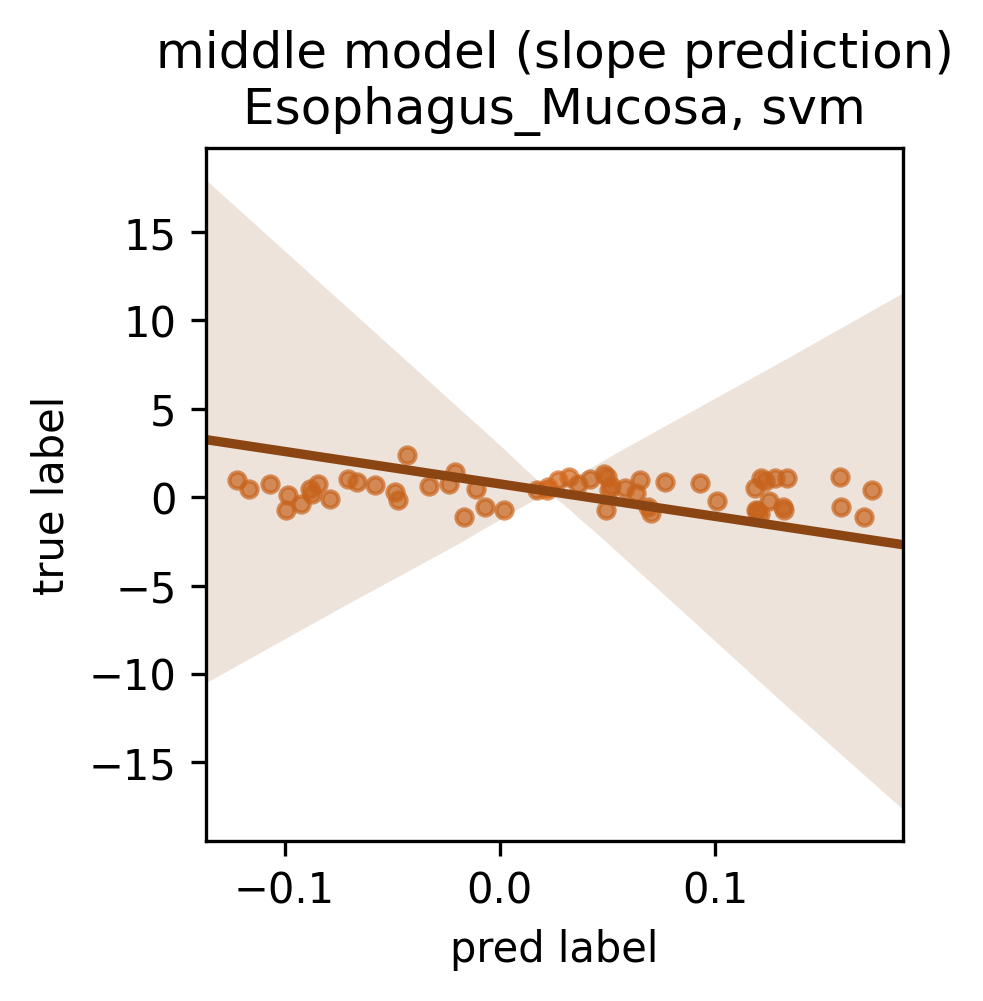 middle model (slope prediction)
Esophagus_Mucosa, svm
15
10
5
0
−5
−10
−15
true label
−0.1
0.0
0.1
pred label